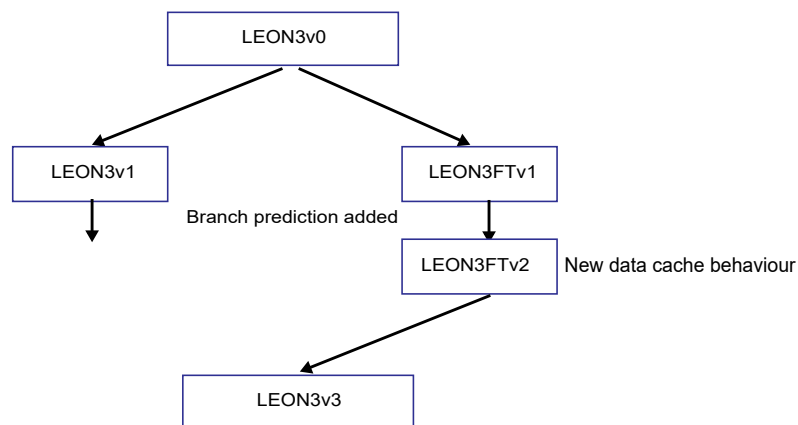 LEON3v0
LEON3v1
LEON3FTv1
Branch prediction added
LEON3FTv2
New data cache behaviour
LEON3v3